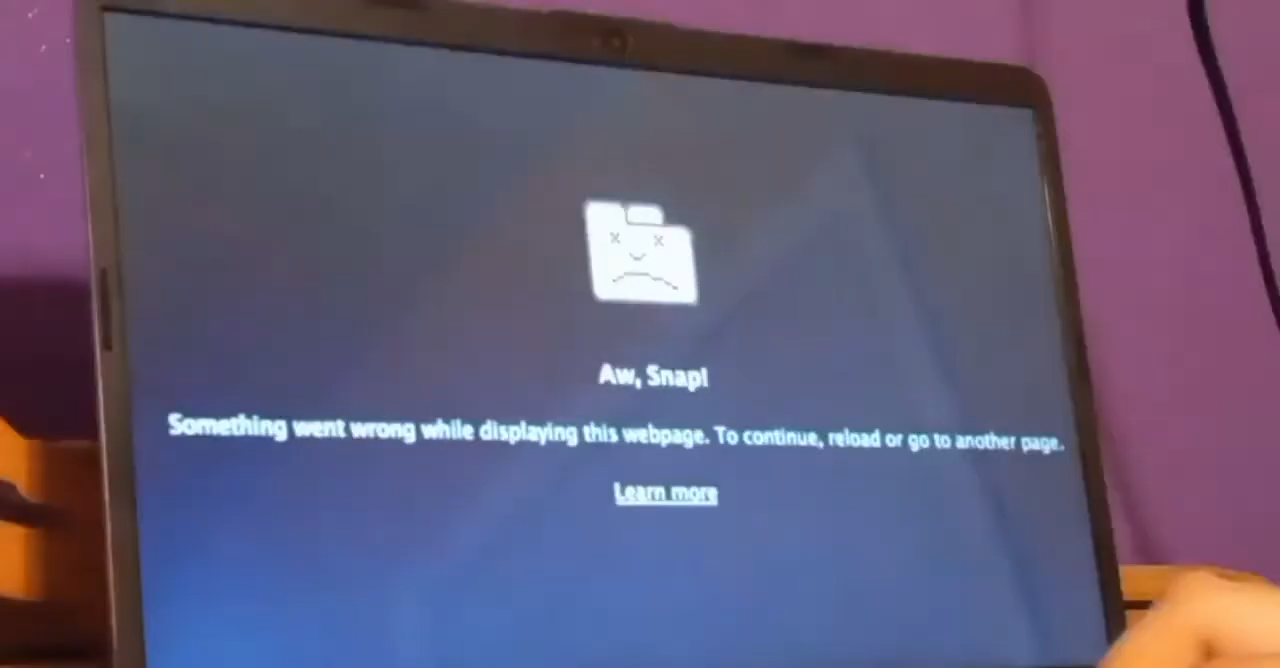 Aw, Snap!
Something went wrong while displaying this webpage. To continue, reload or go to another page.
Learn more